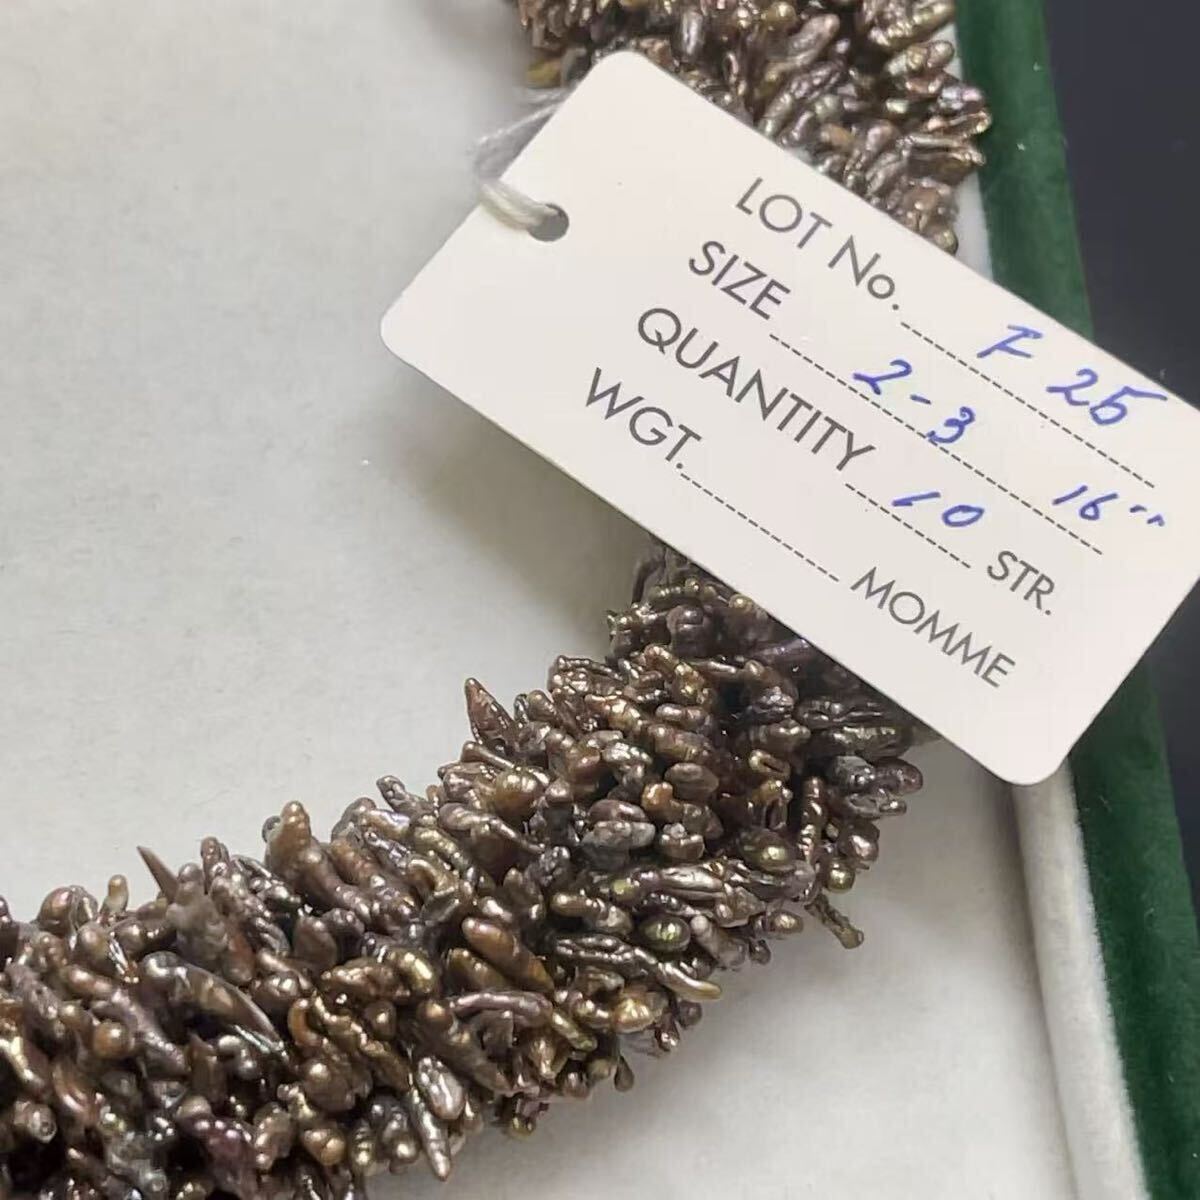 LOT No. F 25
SIZE 2-3 16"
QUANTITY 10 STR.
WGT. MOMME